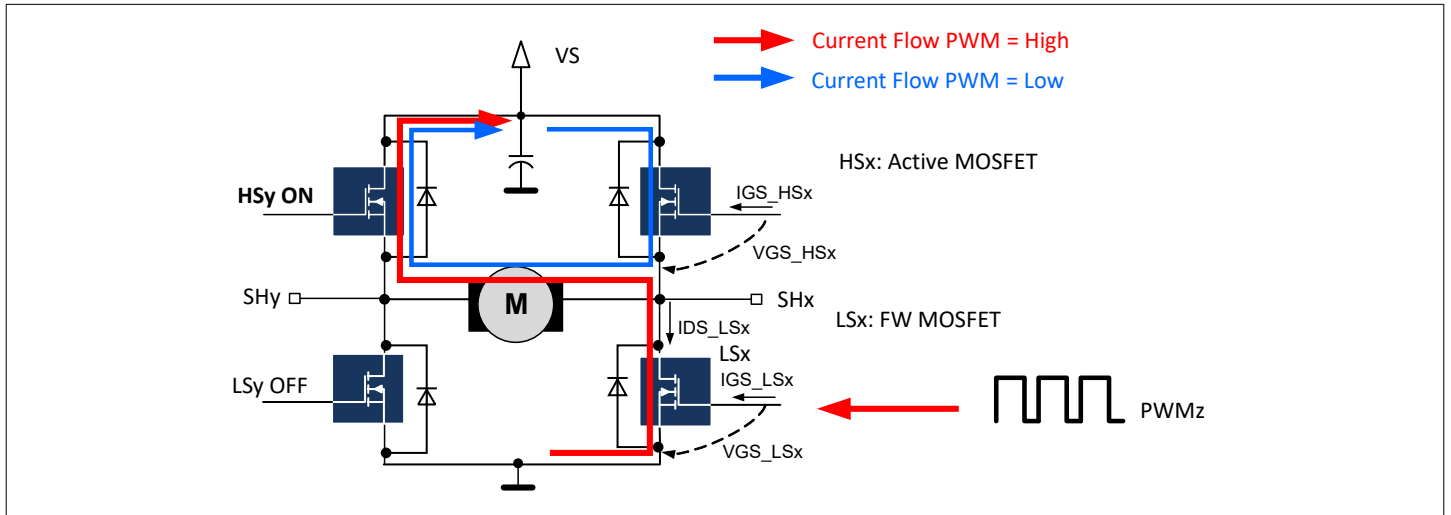 Current Flow PWM = High
VS
Current Flow PWM = Low
HSx: Active MOSFET
IGS_HSx
HSy ON
VGS_HSx
SHy
M
SHx
LSx: FW MOSFET
IDS_LSx
LSx
LSy OFF
IGS_LSx
PWMz
VGS_LSx